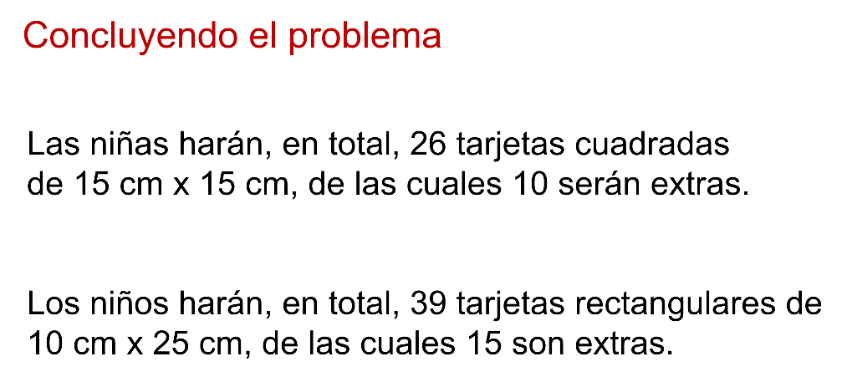 Concluyendo el problema
Las niñas harán, en total, 26 tarjetas cuadradas
de 15 cm x 15 cm, de las cuales 10 serán extras.
Los niños harán, en total, 39 tarjetas rectangulares de
10 cm x 25 cm, de las cuales 15 son extras.